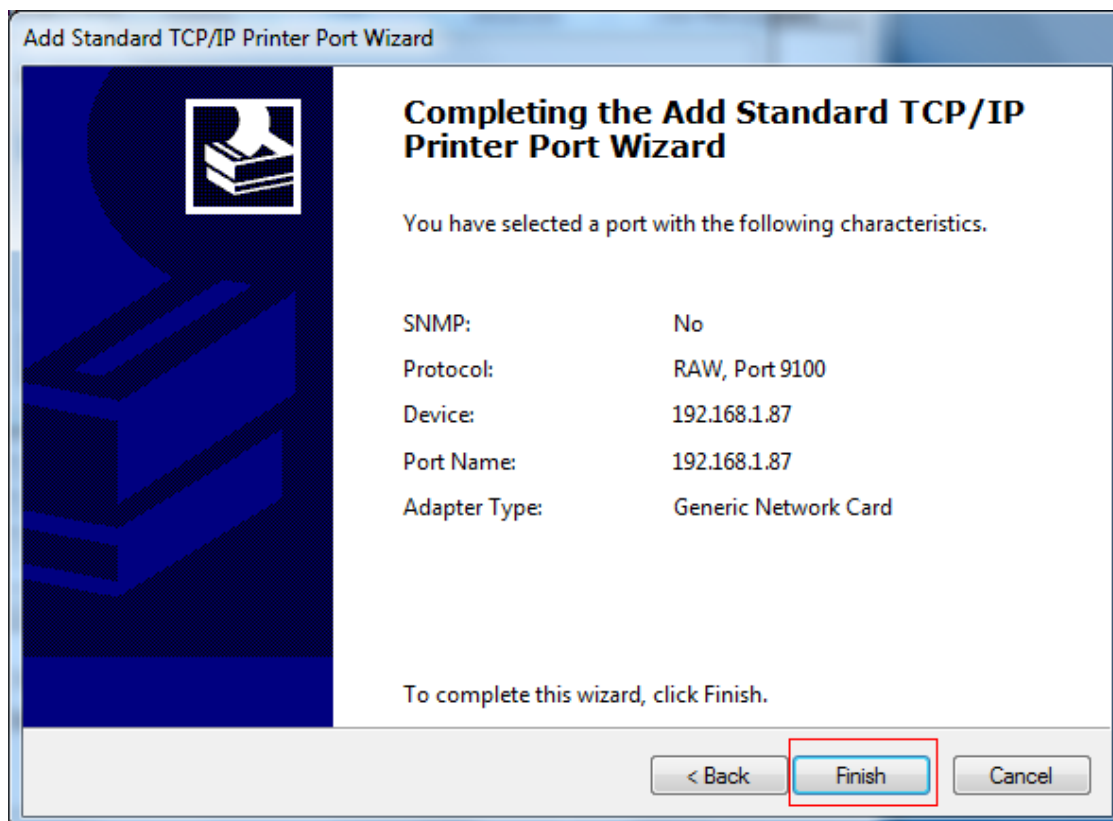 Add Standard TCP/IP Printer Port Wizard
Completing the Add Standard TCP/IP
Printer Port Wizard
You have selected a port with the following characteristics.
SNMP: No
Protocol: RAW, Port 9100
Device: 192.168.1.87
Port Name: 192.168.1.87
Adapter Type: Generic Network Card
To complete this wizard, click Finish.
< Back Finish Cancel